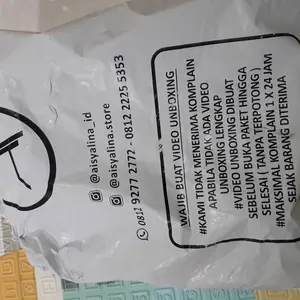 @aisyalina_id
@aisyalina.store
0812 9277 2772 - 0812 2225 5353
WAJIB BUAT VIDEO UNBOXING
#KAMI TIDAK MENERIMA KOMPLAIN
APABILA TIDAK ADA VIDEO
UNBOXING LENGKAP
#VIDEO UNBOXING DIBUAT
SEBELUM BUKA PAKET HINGGA
SELESAI ( TANPA TERPOTONG )
#MAKSIMAL KOMPLAIN 1 X 24 JAM
SEJAK BARANG DITERIMA